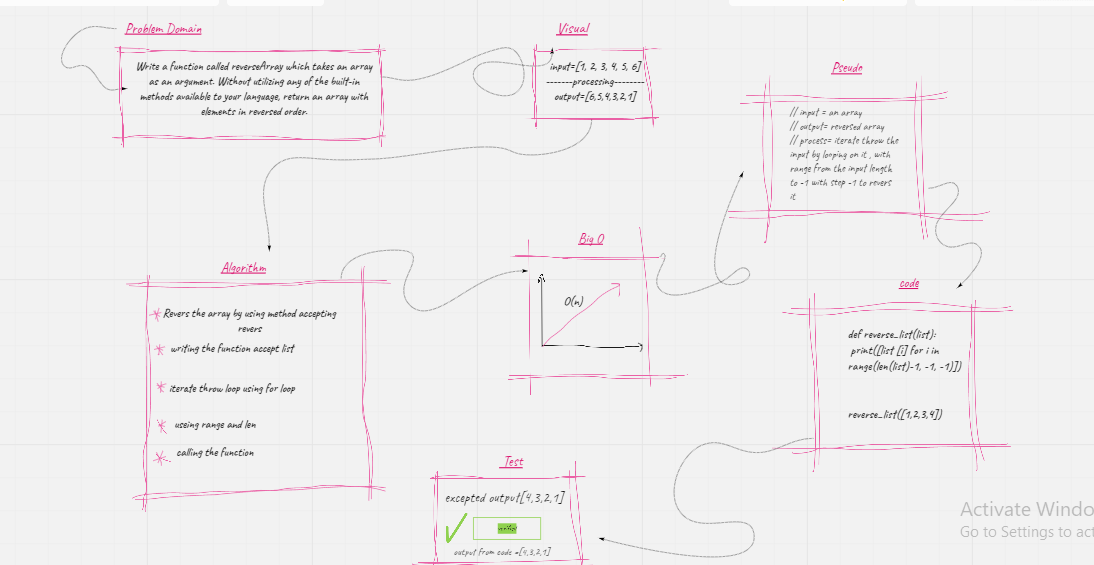 Problem Domain
Write a function called reverseArray which takes an array
as an argument. Without utilizing any of the built-in
methods available to your language, return an array with
elements in reversed order.
Visual
input=[1, 2, 3, 4, 5, 6]
-------processing--------
output=[6,5,4,3,2,1]
Algorithm
Revers the array by using method accepting
revers
writing the function accept list
iterate throw loop using for loop
useing range and len
calling the function
Big O
O(n)
Pseude
// input = an array
// output= reversed array
// process= iterate throw the
input by looping on it , with
range from the input length
to -1 with step -1 to revers
it
code
def reverse_list(list):
print([list [i] for i in
range(len(list)-1, -1, -1)])
reverse_list([1,2,3,4])
Test
excepted output[4,3,2,1]
output from code =[4,3,2,1]
Activate Windo
Go to Settings to act